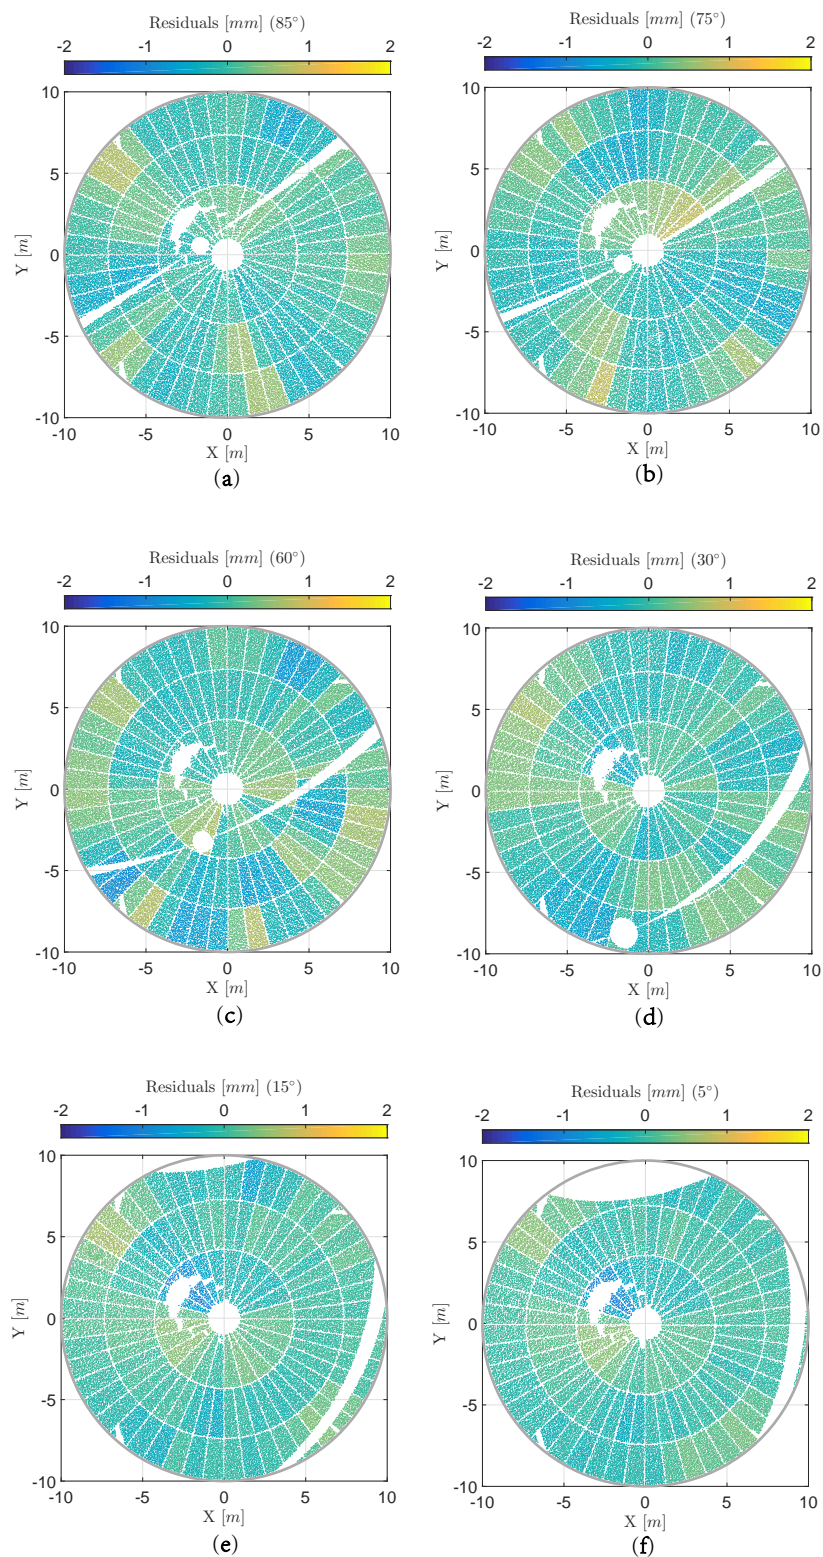 Residuals [mm] (85°)
-2 -1 0 1 2
10
5
0
-5
-10
Y [m]
-10 -5 0 5 10
X [m]
(a)
Residuals [mm] (75°)
-2 -1 0 1 2
10
5
0
-5
-10
Y [m]
-10 -5 0 5 10
X [m]
(b)
Residuals [mm] (60°)
-2 -1 0 1 2
10
5
0
-5
-10
Y [m]
-10 -5 0 5 10
X [m]
(c)
Residuals [mm] (30°)
-2 -1 0 1 2
10
5
0
-5
-10
Y [m]
-10 -5 0 5 10
X [m]
(d)
Residuals [mm] (15°)
-2 -1 0 1 2
10
5
0
-5
-10
Y [m]
-10 -5 0 5 10
X [m]
(e)
Residuals [mm] (5°)
-2 -1 0 1 2
10
5
0
-5
-10
Y [m]
-10 -5 0 5 10
X [m]
(f)